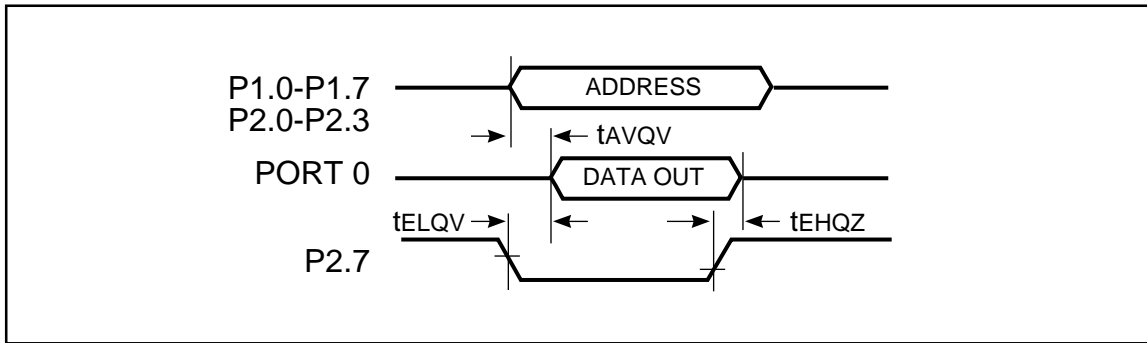 P1.0-P1.7
ADDRESS
P2.0-P2.3
tAVQV
PORT 0
DATA OUT
tELQV
tEHQZ
P2.7